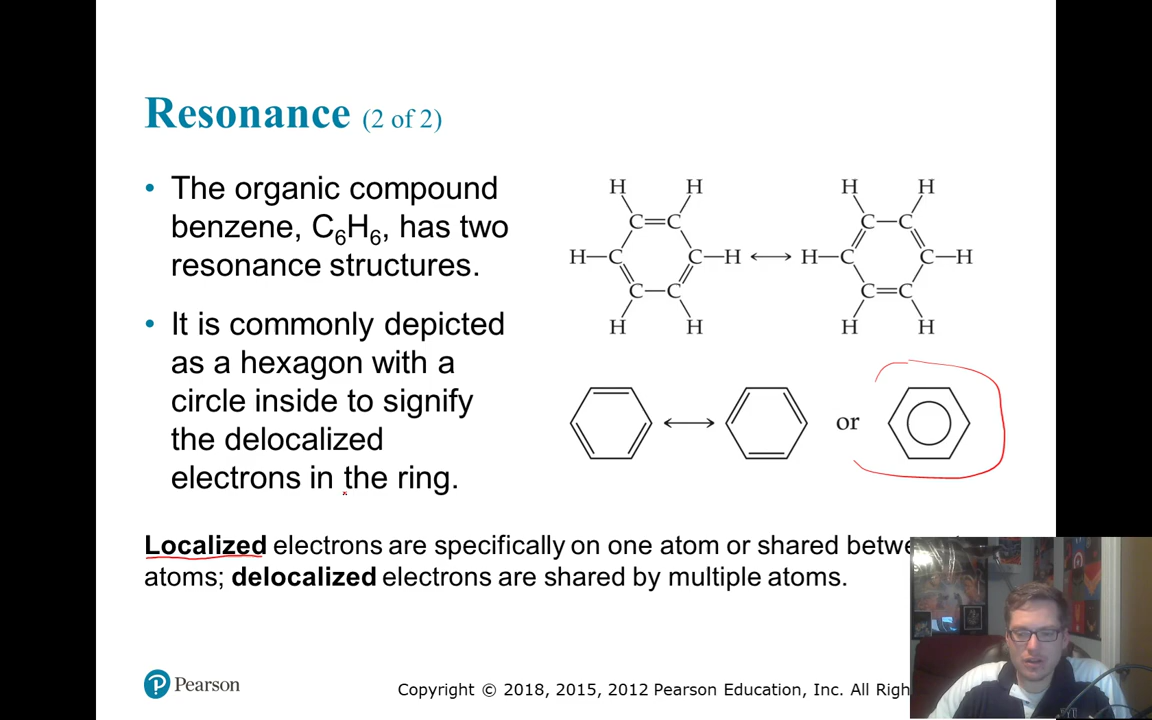 Resonance (2 of 2)
• The organic compound
benzene, C₆H₆, has two
resonance structures.
• It is commonly depicted
as a hexagon with a
circle inside to signify
the delocalized
electrons in the ring.
H H H H
C=C C–C
H–C C–H H–C C–H
C–C C=C
H H H H
or
Localized electrons are specifically on one atom or shared
atoms; delocalized electrons are shared by multiple atoms.
P Pearson
Copyright © 2018, 2015, 2012 Pearson Education, Inc. All